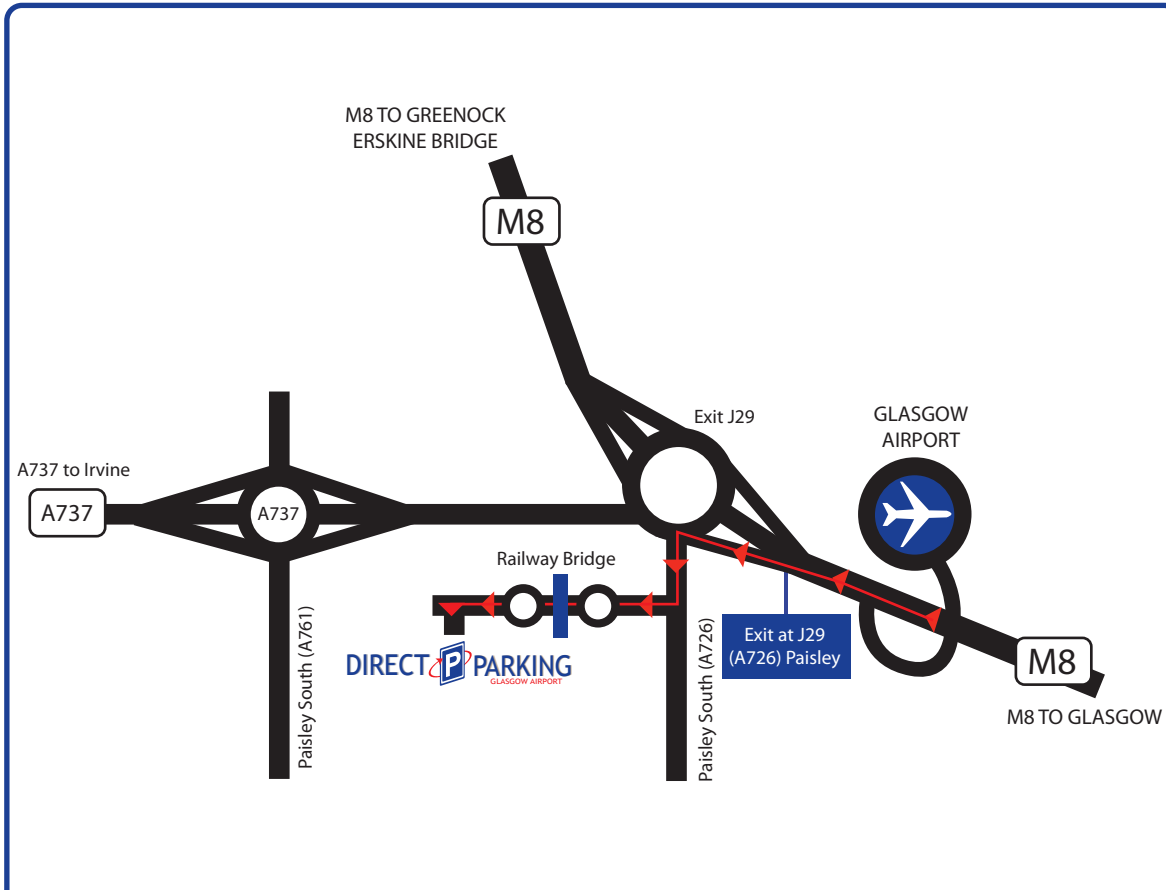 M8 TO GREENOCK
ERSKINE BRIDGE
M8
Exit J29
GLASGOW
AIRPORT
A737 to Irvine
A737
A737
Railway Bridge
Paisley South (A761)
DIRECT P PARKING
GLASGOW AIRPORT
Paisley South (A726)
Exit at J29
(A726) Paisley
M8
M8 TO GLASGOW